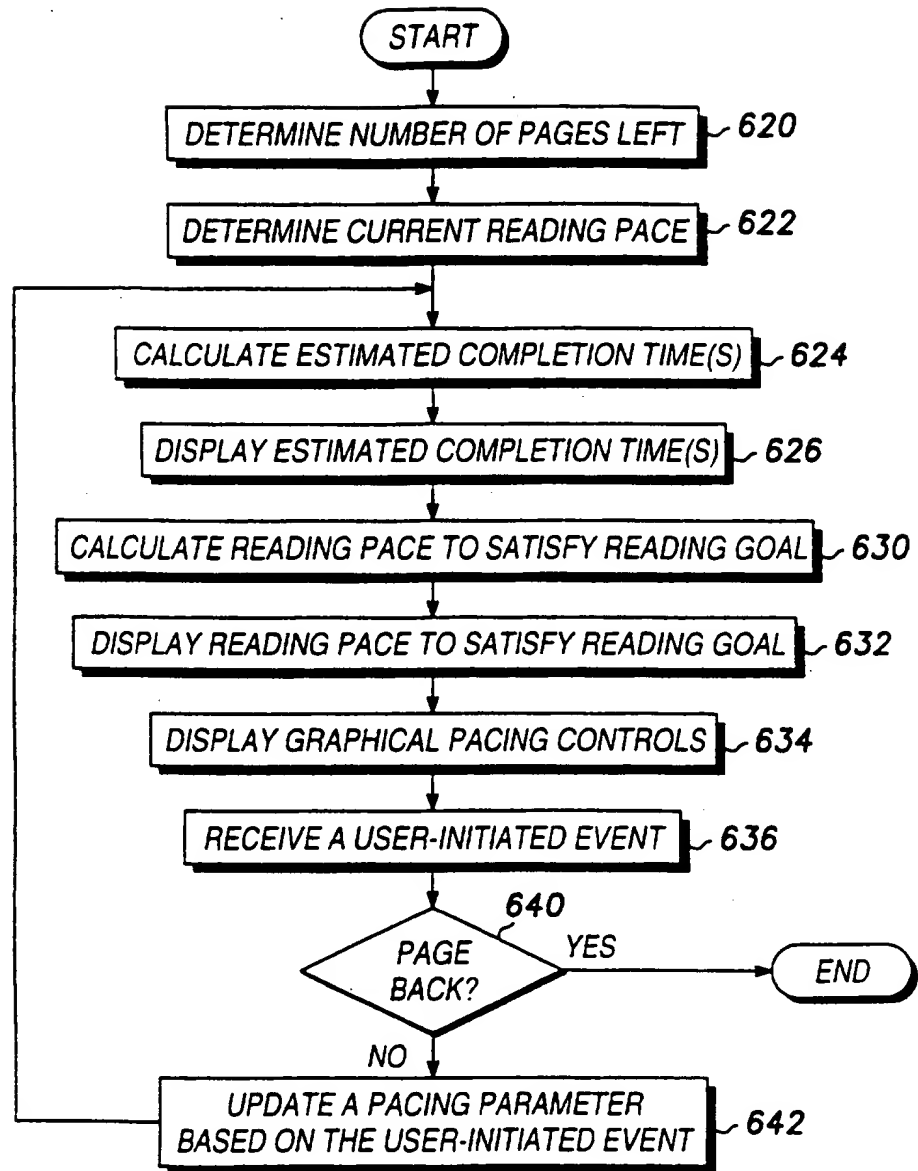 START
DETERMINE NUMBER OF PAGES LEFT 620
DETERMINE CURRENT READING PACE 622
CALCULATE ESTIMATED COMPLETION TIME(S) 624
DISPLAY ESTIMATED COMPLETION TIME(S) 626
CALCULATE READING PACE TO SATISFY READING GOAL 630
DISPLAY READING PACE TO SATISFY READING GOAL 632
DISPLAY GRAPHICAL PACING CONTROLS 634
RECEIVE A USER-INITIATED EVENT 636
640
PAGE
BACK?
YES
END
NO
UPDATE A PACING PARAMETER
BASED ON THE USER-INITIATED EVENT 642